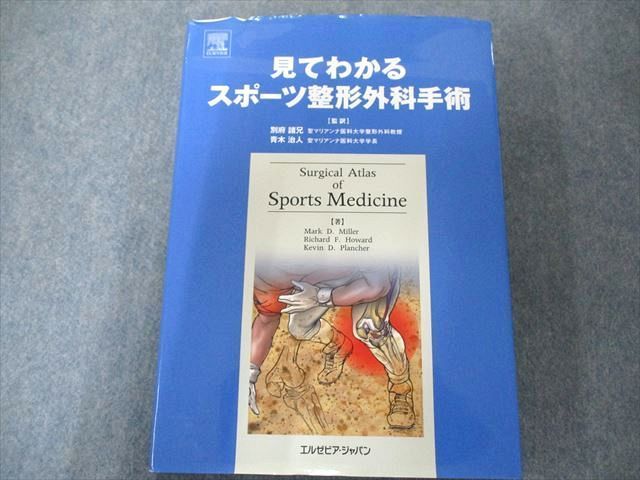 ELSEVIER
見てわかる
スポーツ整形外科手術
【監訳】
別府 諸兄 聖マリアンナ医科大学整形外科教授
青木 治人 聖マリアンナ医科大学学長
Surgical Atlas
of
Sports Medicine
【著】
Mark D. Miller
Richard F. Howard
Kevin D. Plancher
エルゼビア・ジャパン